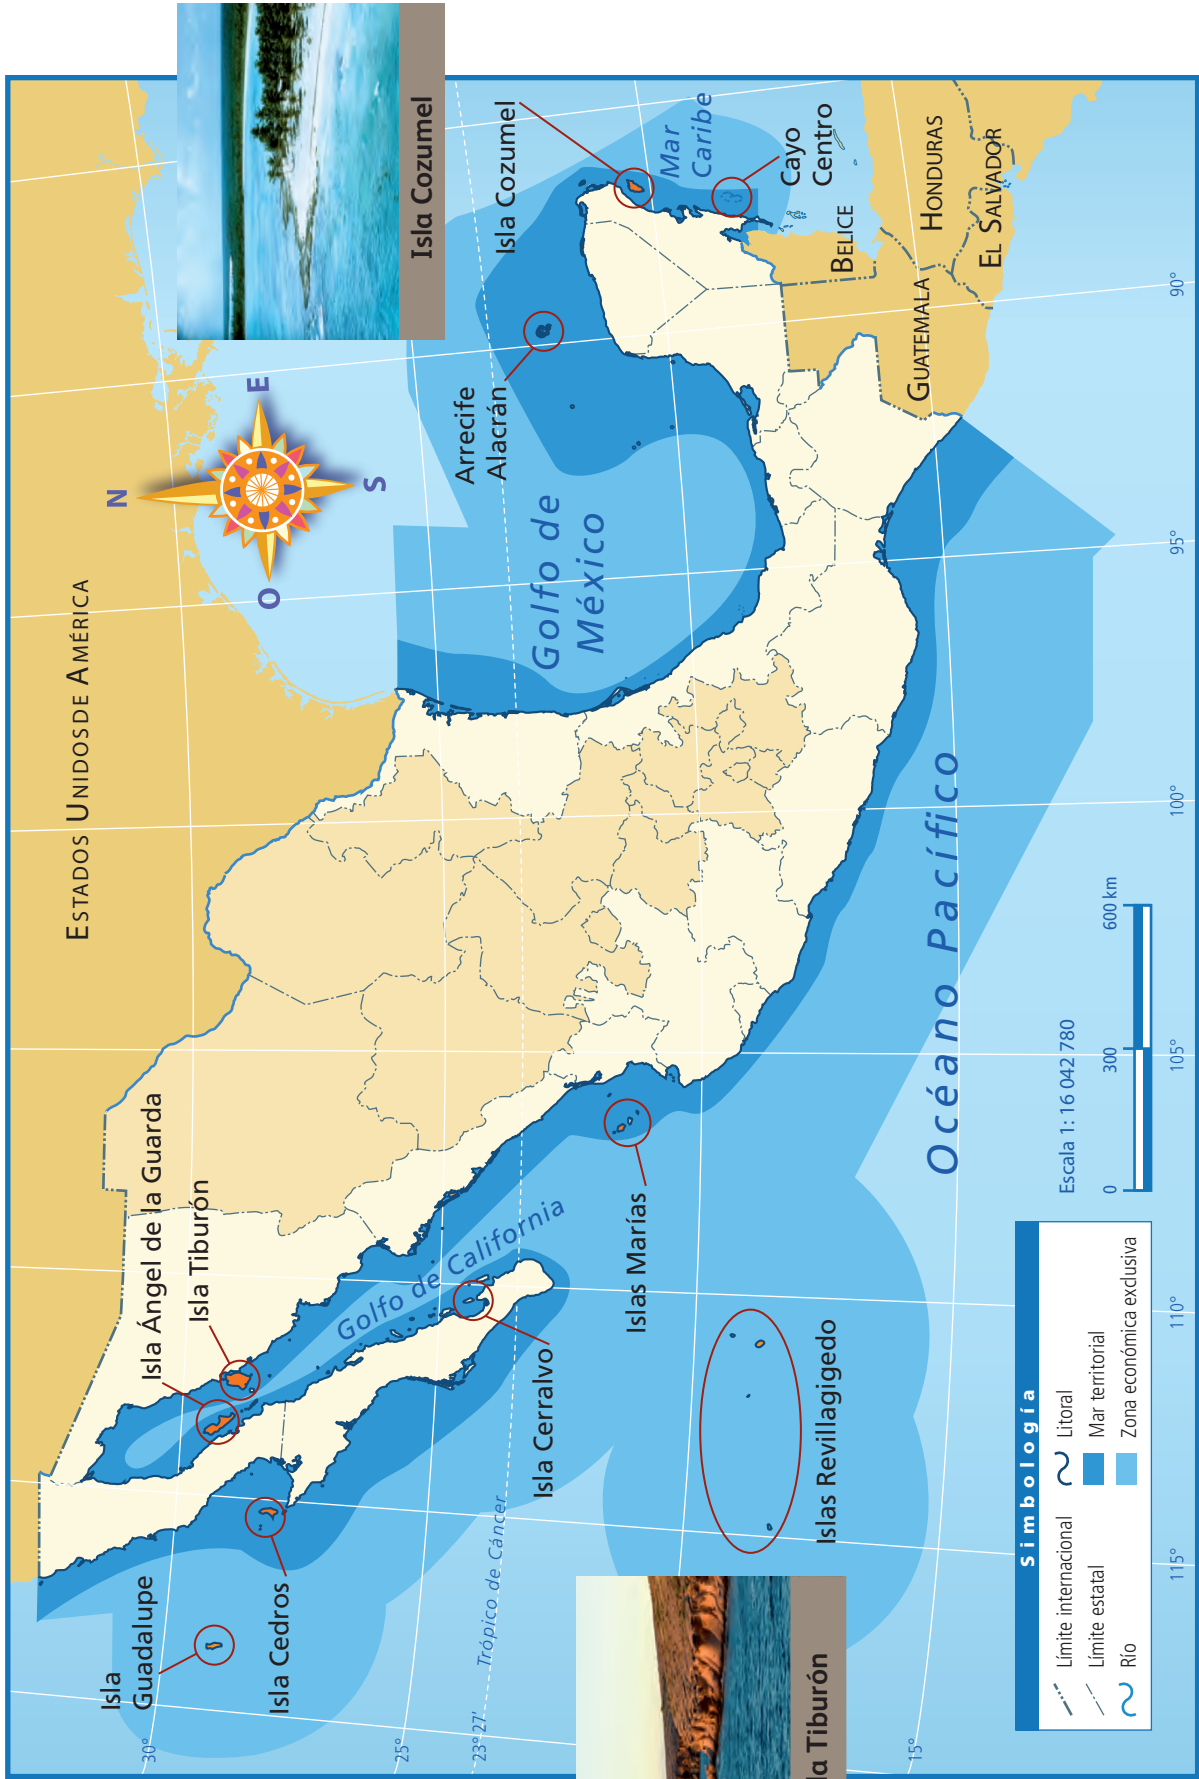 ESTADOS UNIDOS DE AMÉRICA
N
O
E
S
Isla Cozumel
Isla Ángel de la Guarda
Isla Tiburón
Isla
Guadalupe
Isla Cedros
Golfo de California
Isla Cerralvo
Trópico de Cáncer
Islas Marías
Islas Revillagigedo
Golfo de
México
Arrecife
Alacrán
Isla Cozumel
Mar
Caribe
Cayo
Centro
BELICE
GUATEMALA
HONDURAS
EL SALVADOR
Océano Pacífico
la Tiburón
30°
25°
23° 27'
15°
115°
110°
105°
100°
95°
90°
Escala 1: 16 042 780
0 300 600 km
Simbología
Límite internacional
Límite estatal
Río
Litoral
Mar territorial
Zona económica exclusiva